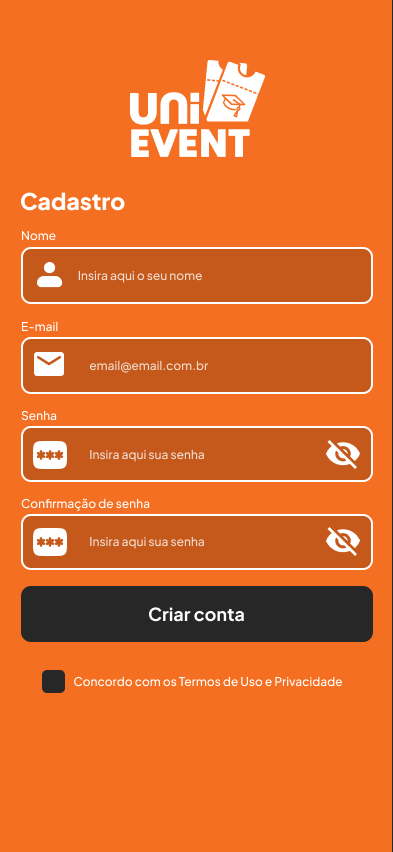 uni
EVENT
Cadastro
Nome
Insira aqui o seu nome
E-mail
email@email.com.br
Senha
*** Insira aqui sua senha
Confirmação de senha
*** Insira aqui sua senha
Criar conta
Concordo com os Termos de Uso e Privacidade